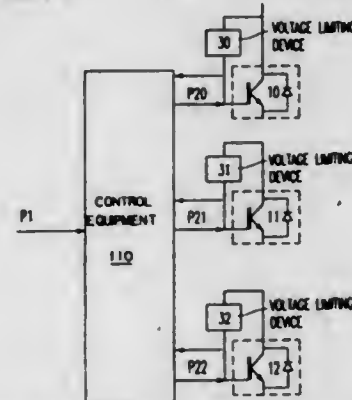 30
VOLTAGE LIMITING
DEVICE
P20
10
31
VOLTAGE LIMITING
DEVICE
CONTROL
EQUIPMENT
110
P1
P21
11
32
VOLTAGE LIMITING
DEVICE
P22
12